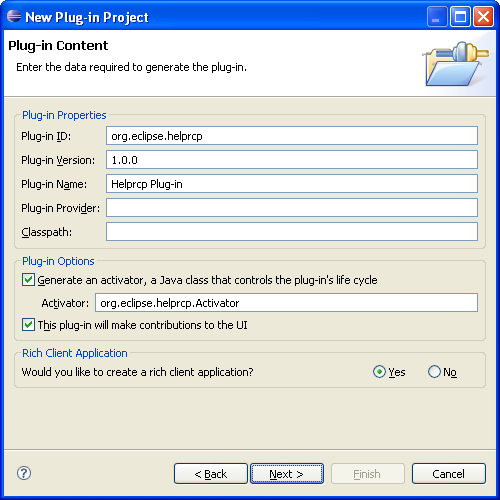 New Plug-in Project
Plug-in Content
Enter the data required to generate the plug-in.
Plug-in Properties
Plug-in ID: org.eclipse.helprcp
Plug-in Version: 1.0.0
Plug-in Name: Helprcp Plug-in
Plug-in Provider:
Classpath:
Plug-in Options
Generate an activator, a Java class that controls the plug-in's life cycle
Activator: org.eclipse.helprcp.Activator
This plug-in will make contributions to the UI
Rich Client Application
Would you like to create a rich client application? Yes No
? < Back Next > Finish Cancel